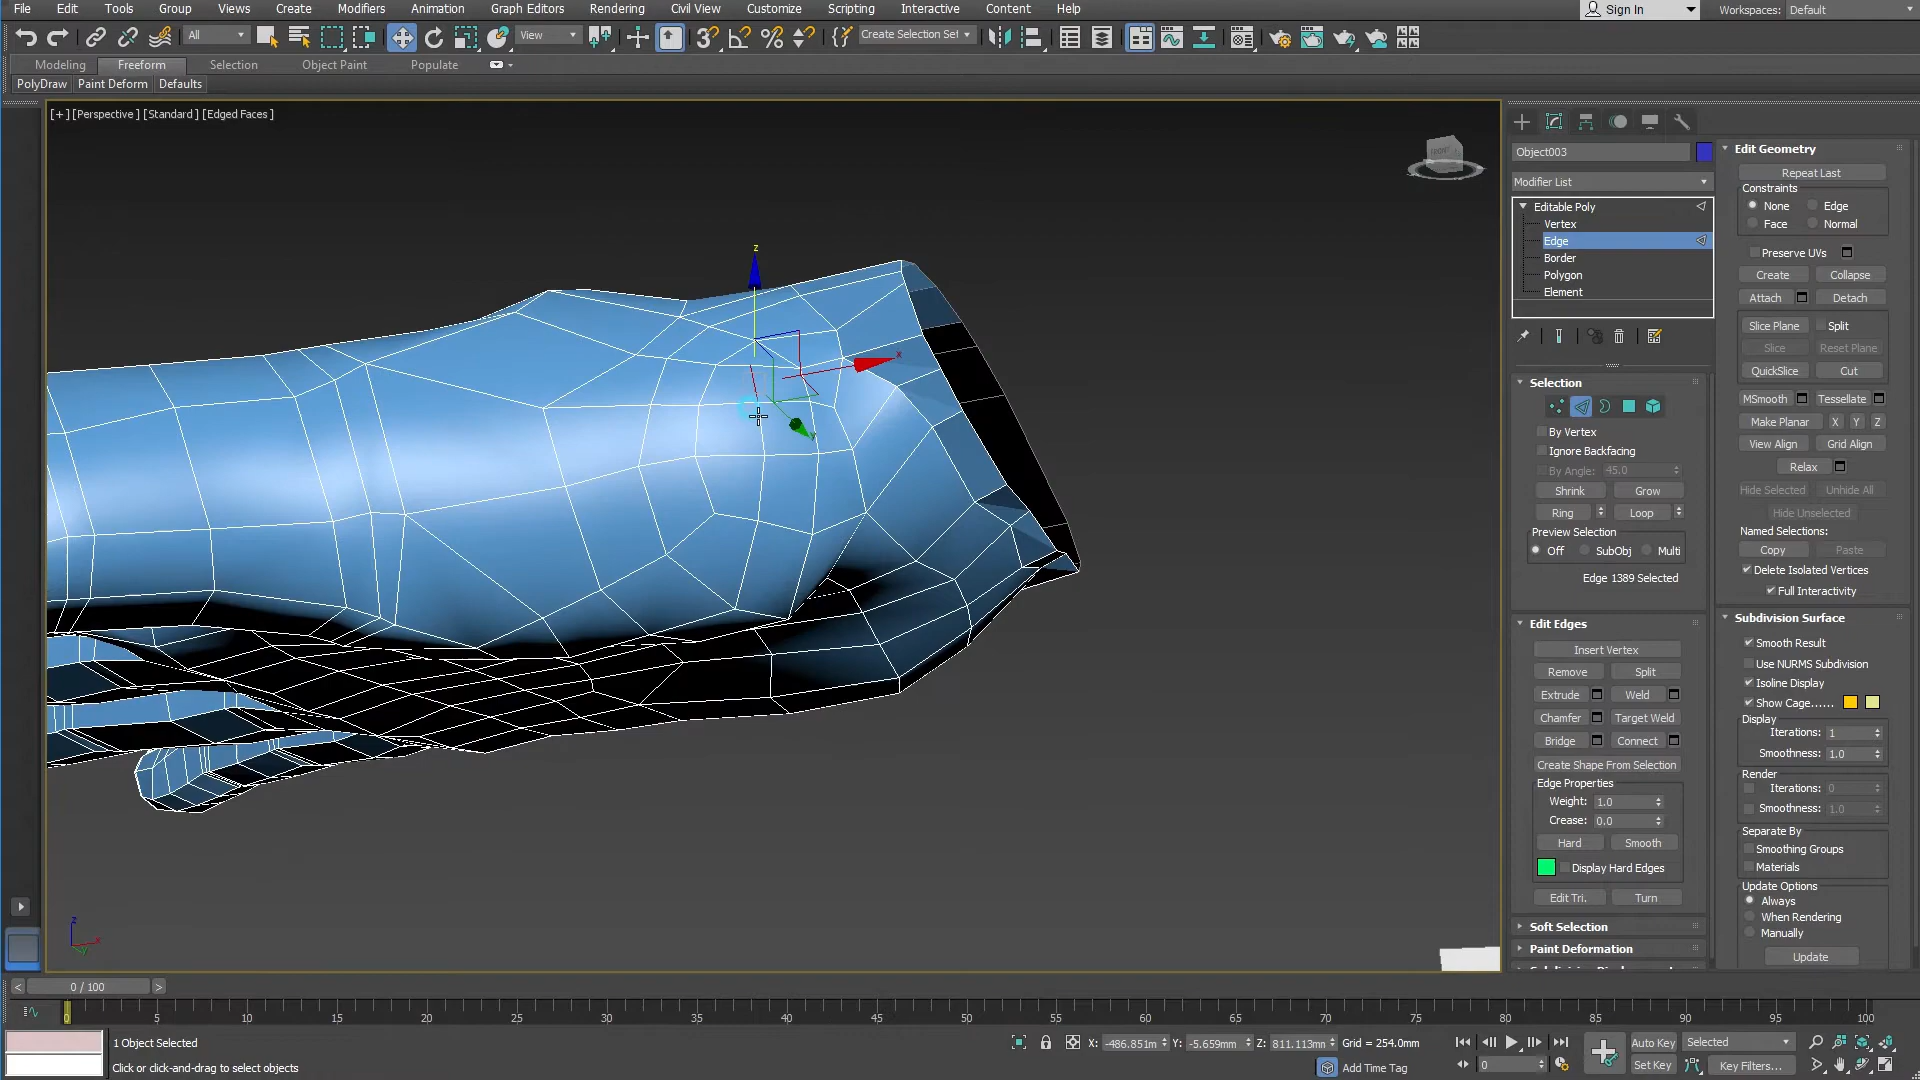 File Edit Tools Group Views Create Modifiers Animation Graph Editors Rendering Civil View Customize Scripting Interactive Content Help Sign In Workspaces: Default
All View Create Selection Set
Modeling Freeform Selection Object Paint Populate
PolyDraw Paint Deform Defaults
[+] [Perspective] [Standard] [Edged Faces]
FRONT
z
x
y
z
x
y
Object003
Modifier List
Editable Poly
Vertex
Edge
Border
Polygon
Element
Selection
By Vertex
Ignore Backfacing
By Angle: 45.0
Shrink Grow
Ring Loop
Preview Selection
Off SubObj Multi
Edge 1389 Selected
Edit Edges
Insert Vertex
Remove Split
Extrude Weld
Chamfer Target Weld
Bridge Connect
Create Shape From Selection
Edge Properties
Weight: 1.0
Crease: 0.0
Hard Smooth
Display Hard Edges
Edit Tri. Turn
Soft Selection
Paint Deformation
Edit Geometry
Repeat Last
Constraints
None Edge
Face Normal
Preserve UVs
Create Collapse
Attach Detach
Slice Plane Split
Slice Reset Plane
QuickSlice Cut
MSmooth Tessellate
Make Planar X Y Z
View Align Grid Align
Relax
Hide Selected Unhide All
Hide Unselected
Named Selections:
Copy Paste
Delete Isolated Vertices
Full Interactivity
Subdivision Surface
Smooth Result
Use NURMS Subdivision
Isoline Display
Show Cage......
Display
Iterations: 1
Smoothness: 1.0
Render
Iterations: 0
Smoothness: 1.0
Separate By
Smoothing Groups
Materials
Update Options
Always
When Rendering
Manually
Update
< 0 / 100 >
0 5 10 15 20 25 30 35 40 45 50 55 60 65 70 75 80 85 90 95 100
1 Object Selected
X: -486.851m Y: -5.659mm Z: 811.113mm Grid = 254.0mm
Auto Key Selected
Click or click-and-drag to select objects
Add Time Tag
0
Set Key Key Filters...